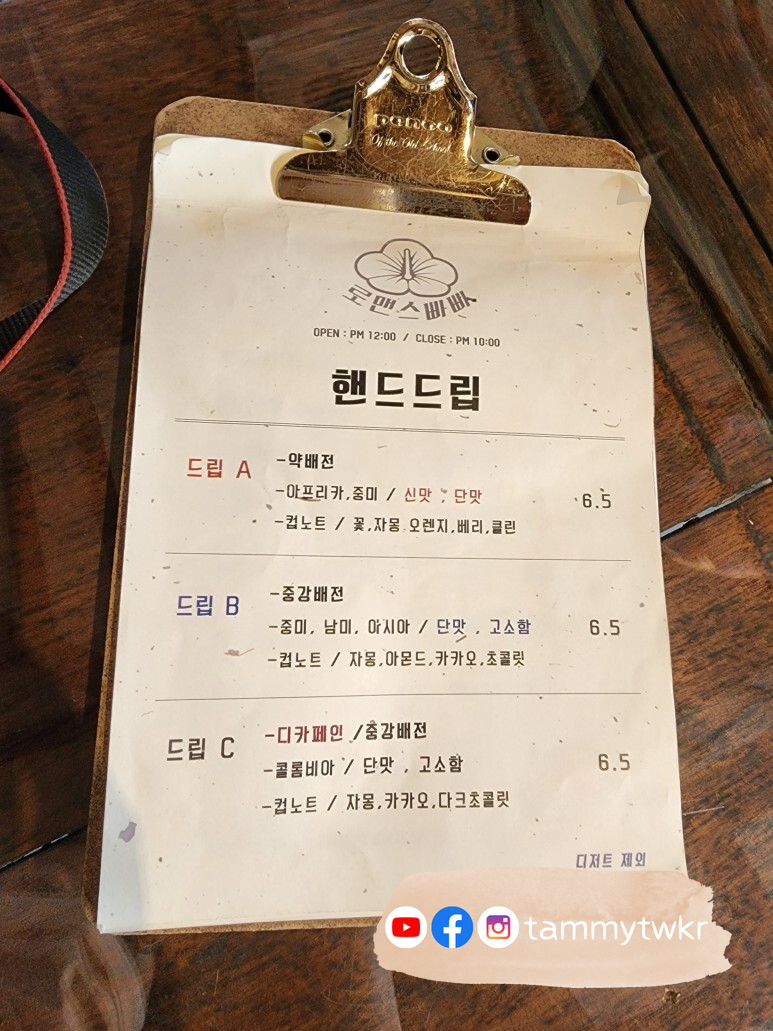 penco
Of the Old School
로맨스빠빠
OPEN : PM 12:00 / CLOSE : PM 10:00
핸드드립
드립 A
-약배전
-아프리카,중미 / 신맛 , 단맛
-컵노트 / 꽃,자몽 오렌지,베리,클린
6.5
드립 B
-중강배전
-중미, 남미, 아시아 / 단맛 , 고소함
-컵노트 / 자몽,아몬드,카카오,초콜릿
6.5
드립 C
-디카페인 /중강배전
-콜롬비아 / 단맛 , 고소함
-컵노트 / 자몽,카카오,다크초콜릿
6.5
디저트 제외
tammytwkr